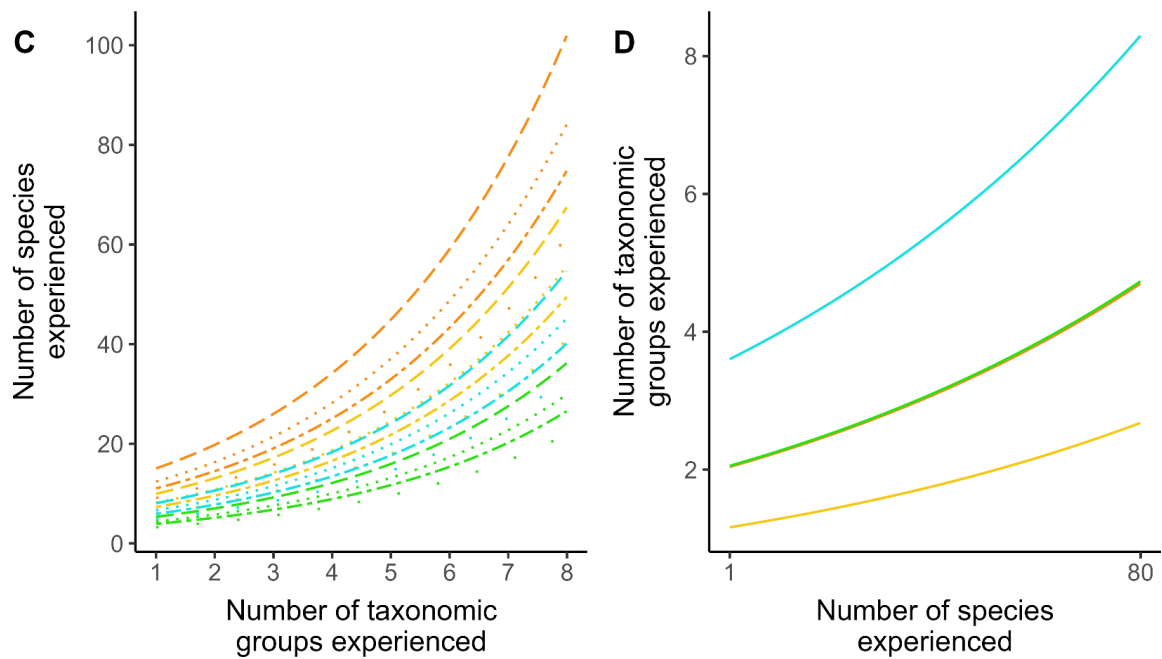 C
Number of species
experienced
100
80
60
40
20
0
1 2 3 4 5 6 7 8
Number of taxonomic
groups experienced
D
Number of taxonomic
groups experienced
8
6
4
2
1 80
Number of species
experienced